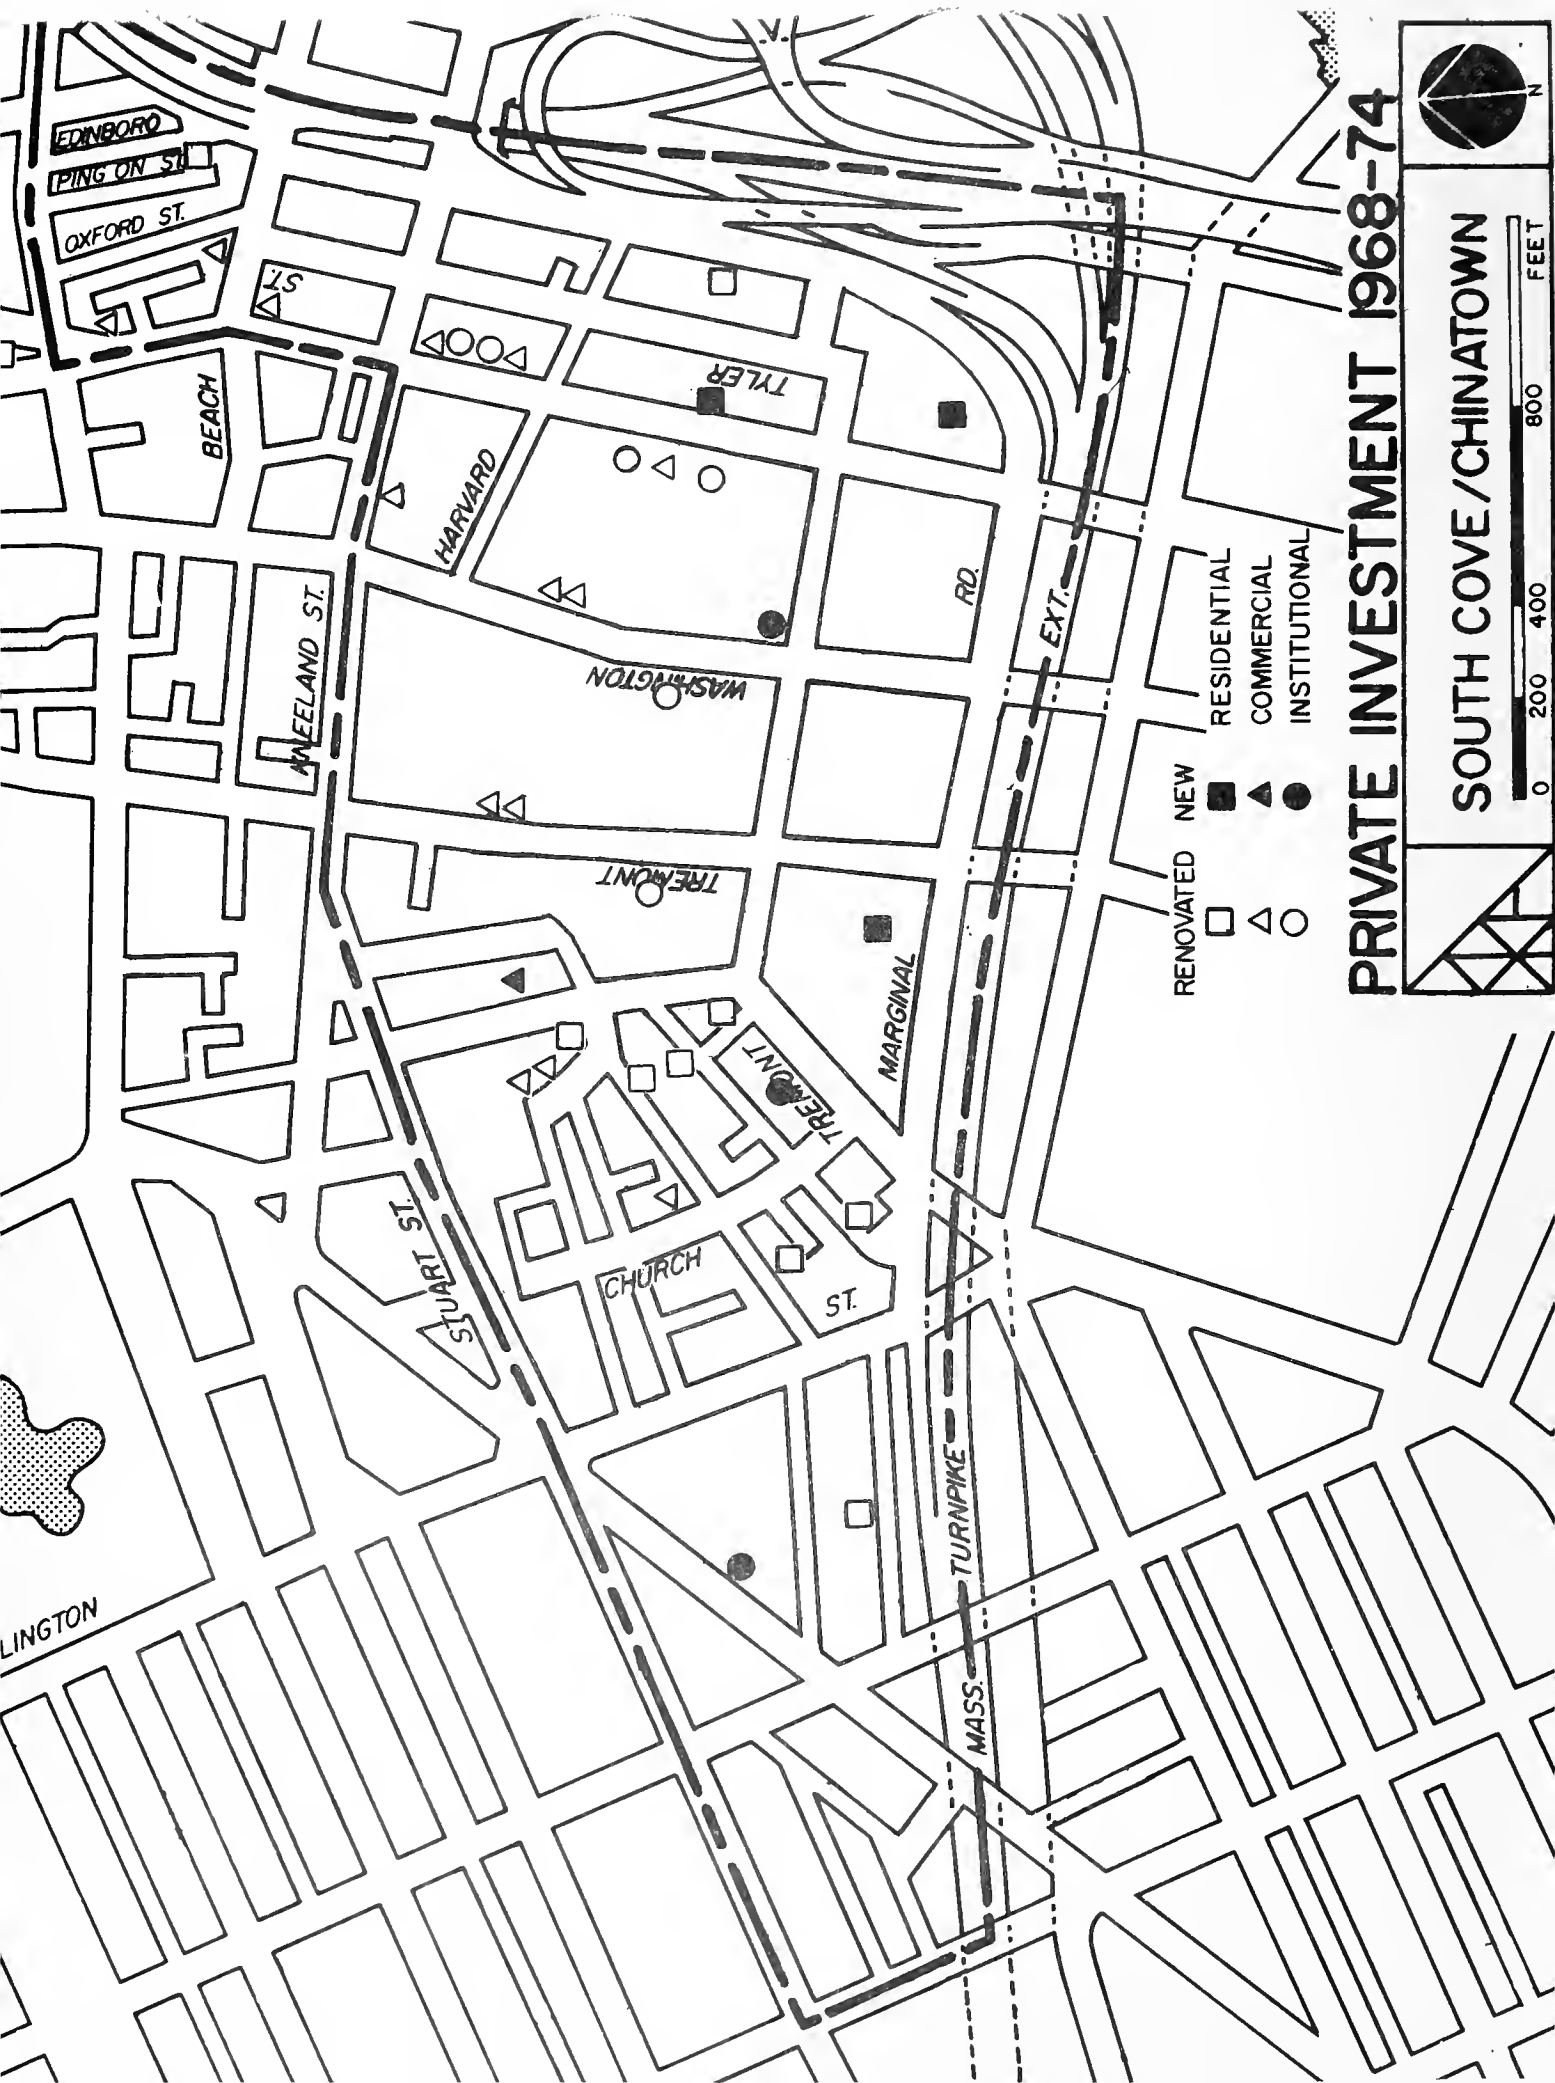 EDINBORO
PING ON ST.
OXFORD ST.
ST.
BEACH
TYLER
HARVARD
KNEELAND ST.
WASHINGTON
TREMONT
RD.
EXT.
MARGINAL
TREMONT
STUART ST.
CHURCH
ST.
LINGTON
TURNPIKE
MASS.
RENOVATED NEW
RESIDENTIAL
COMMERCIAL
INSTITUTIONAL
PRIVATE INVESTMENT 1968-74
SOUTH COVE/CHINATOWN
0 200 400 800 FEET
N